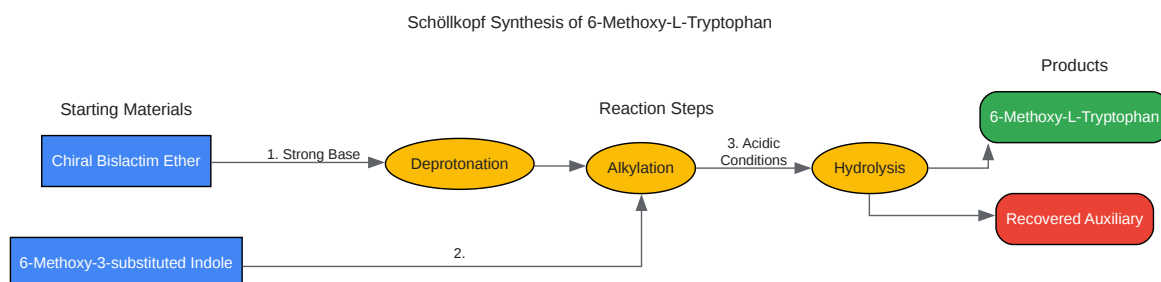 Schöllkopf Synthesis of 6-Methoxy-L-Tryptophan
Products
Starting Materials
Reaction Steps
6-Methoxy-L-Tryptophan
Chiral Bislactim Ether
1. Strong Base
Deprotonation
Alkylation
3. Acidic
Conditions
Hydrolysis
Recovered Auxiliary
6-Methoxy-3-substituted Indole
2.